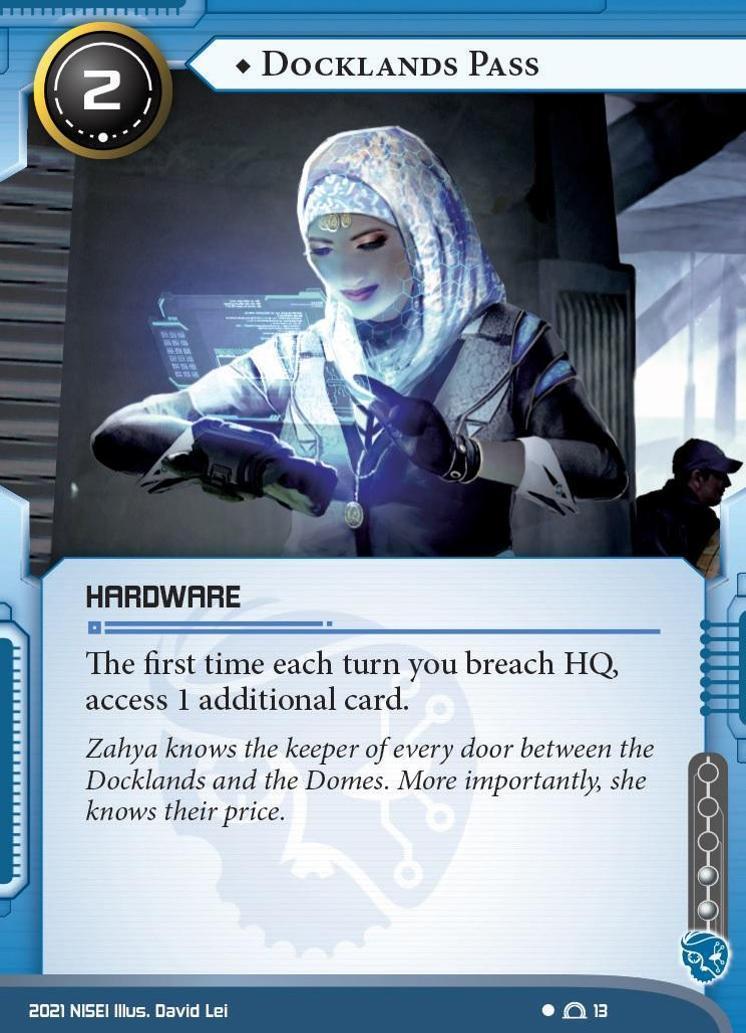 2
◆ Docklands Pass
HARDWARE
The first time each turn you breach HQ,
access 1 additional card.
Zahya knows the keeper of every door between the
Docklands and the Domes. More importantly, she
knows their price.
2021 NISEI Illus. David Lei
13